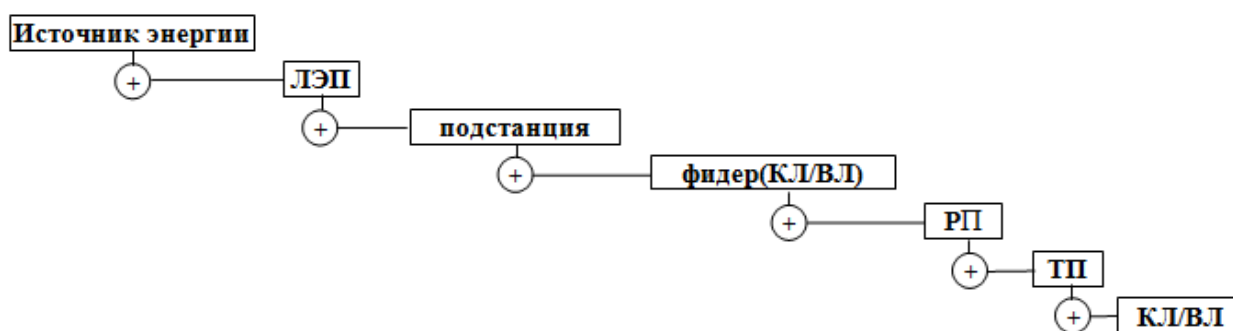 Источник энергии
+
ЛЭП
+
подстанция
+
фидер(КЛ/ВЛ)
+
РП
+
ТП
+
КЛ/ВЛ